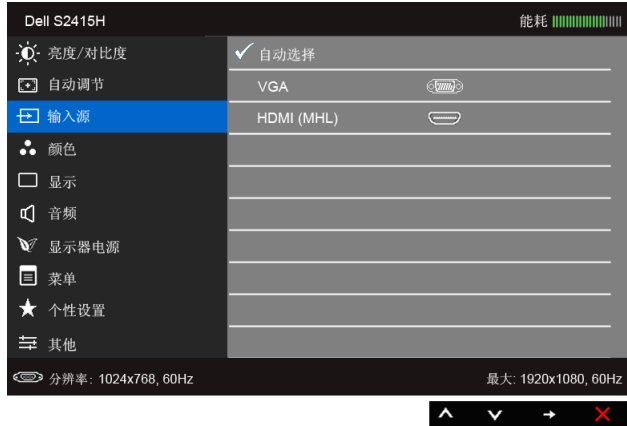 Dell S2415H 能耗
亮度/对比度
自动选择
自动调节
VGA
输入源
HDMI (MHL)
颜色
显示
音频
显示器电源
菜单
个性设置
其他
分辨率: 1024x768, 60Hz
最大: 1920x1080, 60Hz